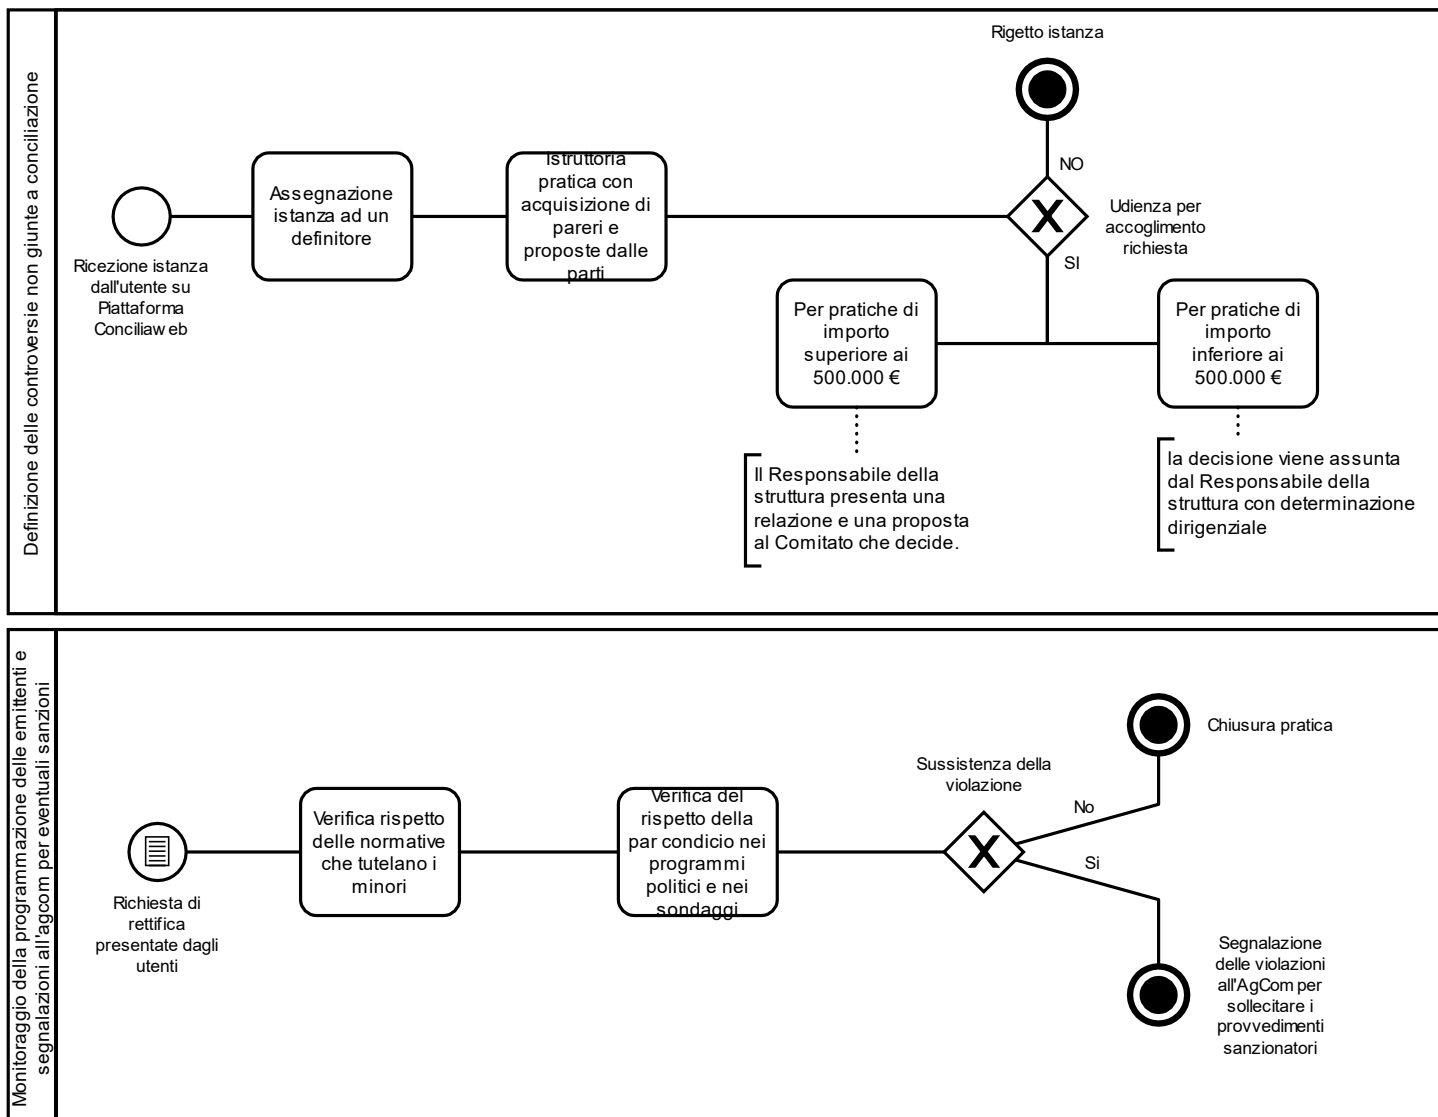 Definizione delle controversie non giunte a conciliazione
Rigetto istanza
NO
Ricezione istanza
dall'utente su
Piattaforma
Conciliaweb
Assegnazione
istanza ad un
definitore
Istruttoria
pratica con
acquisizione di
pareri e
proposte dalle
parti
Udienza per
accoglimento
richiesta
SI
Per pratiche di
importo
superiore ai
500.000 €
Per pratiche di
importo
inferiore ai
500.000 €
Il Responsabile della
struttura presenta una
relazione e una proposta
al Comitato che decide.
la decisione viene assunta
dal Responsabile della
struttura con determinazione
dirigenziale
Monitoraggio della programmazione delle emittenti e
segnalazioni all'agcom per eventuali sanzioni
Richiesta di
rettifica
presentate dagli
utenti
Verifica rispetto
delle normative
che tutelano i
minori
Verifica del
rispetto della
par condicio nei
programmi
politici e nei
sondaggi
Sussistenza della
violazione
No
Si
Chiusura pratica
Segnalazione
delle violazioni
all'AgCom per
sollecitare i
provvedimenti
sanzionatori